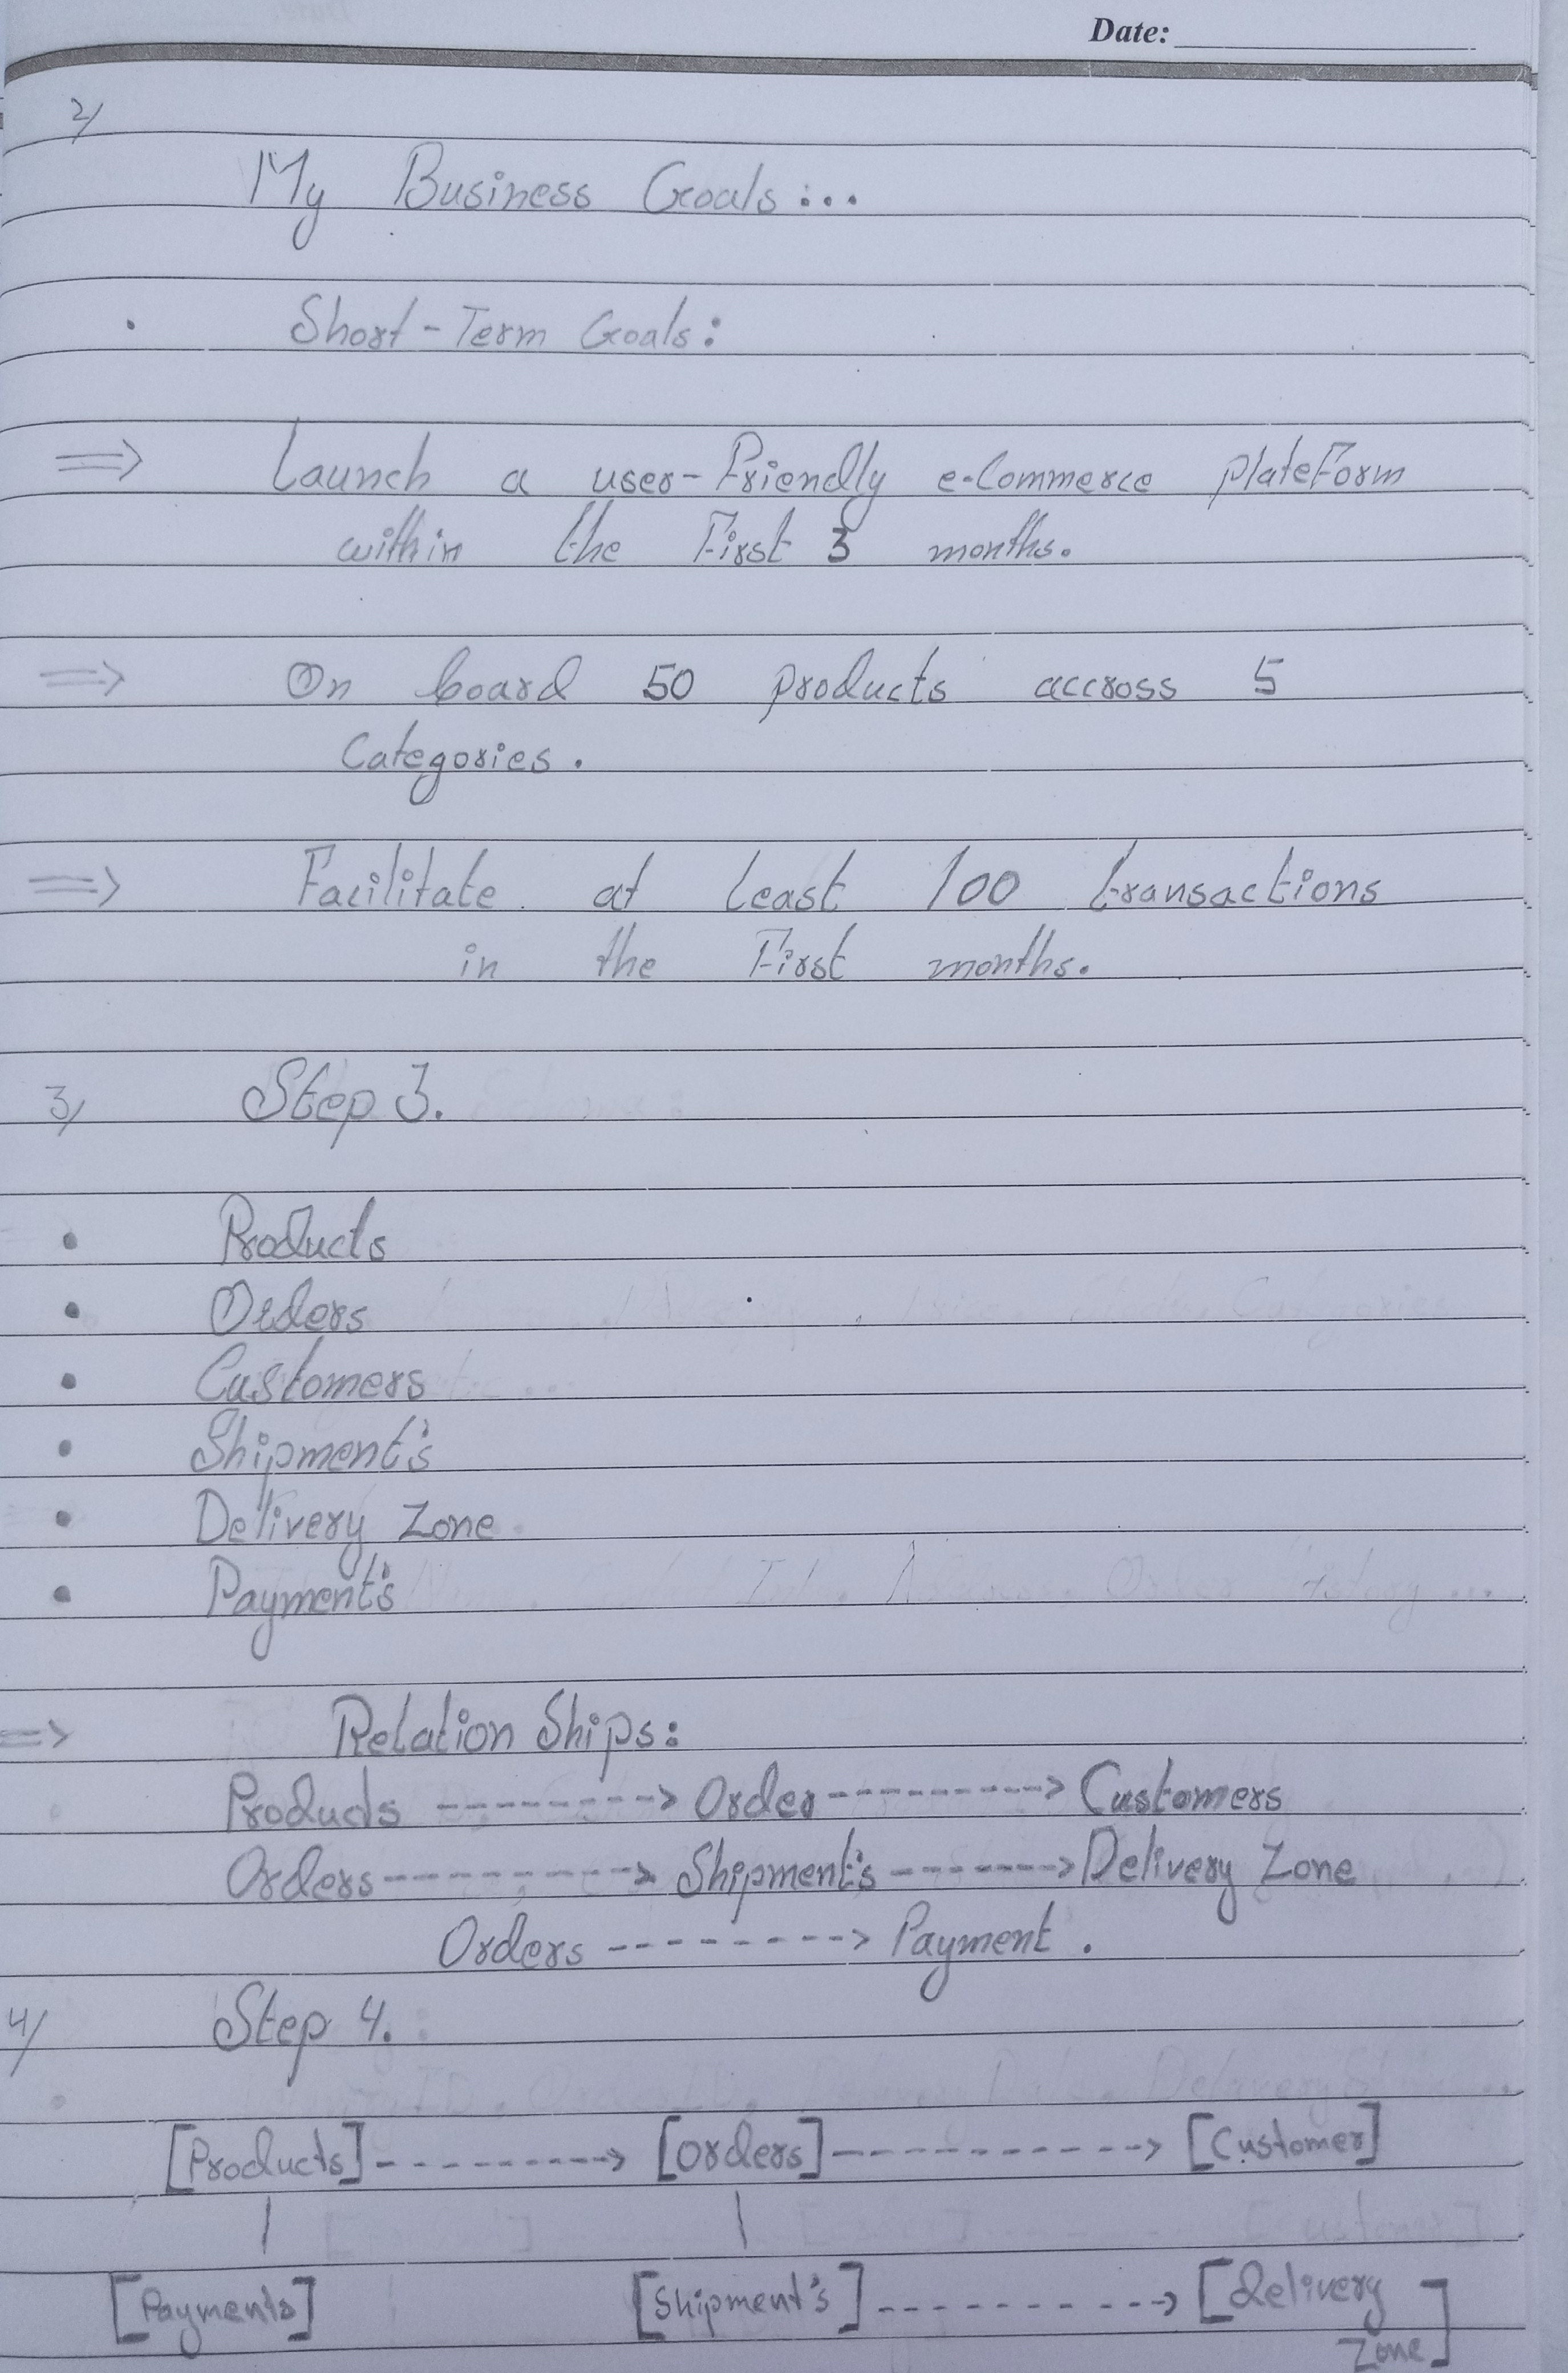 Date:
2/
My Business Goals:...
• Short-Term Goals:
⇒ Launch a user-Friendly e-Commerce plateForm
within the First 3 months.
⇒ On board 50 products accross 5
Categories.
⇒ Facilitate at least 100 transactions
in the First months.
3/ Step 3.
• Products
• Orders
• Customers
• Shipment's
• Delivery Zone
• Payment's
=> Relation Ships:
Products ---------> Order ----------> Customers
Orders ----------> Shipment's -------> Delivery Zone
Orders --------> Payment.
4/ Step 4.
[Products] ----------> [Orders] -----------> [Customer]
| |
[Payments] [Shipment's] ----------> [delivery
Zone]